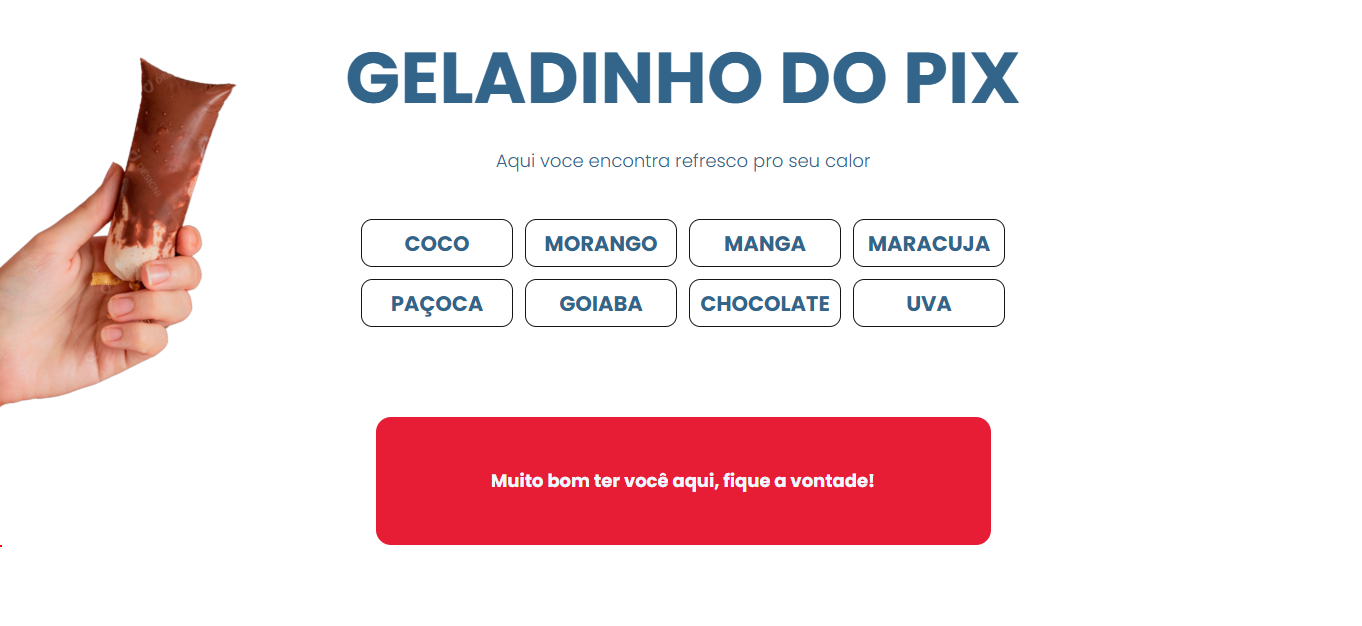 GELADINHO DO PIX
Aqui voce encontra refresco pro seu calor
COCO MORANGO MANGA MARACUJA
PAÇOCA GOIABA CHOCOLATE UVA
Muito bom ter você aqui, fique a vontade!